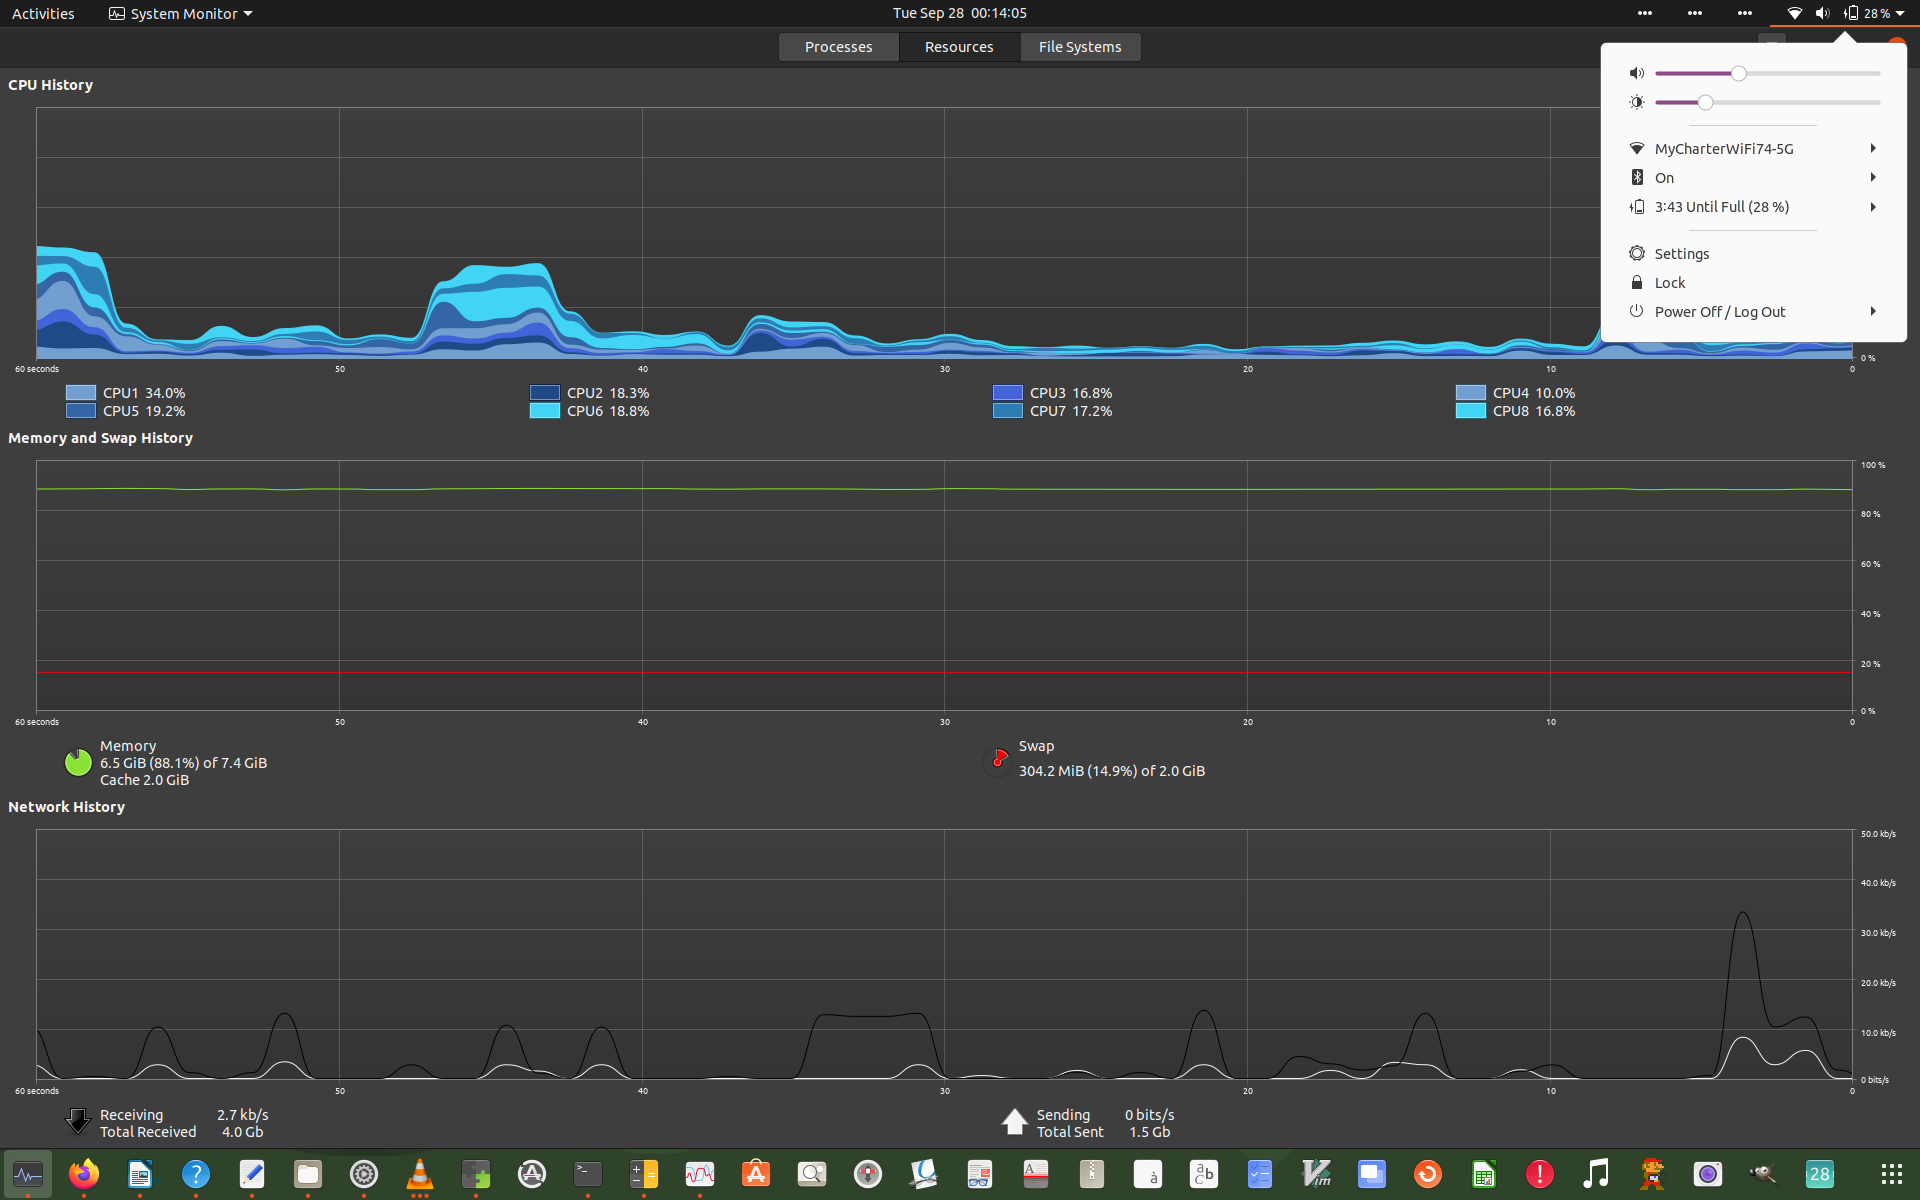 Activities
System Monitor
Tue Sep 28 00:14:05
28 %
Processes
Resources
File Systems
MyCharterWiFi74-5G
On
3:43 Until Full (28 %)
Settings
Lock
Power Off / Log Out
CPU History
0 %
60 seconds 50 40 30 20 10 0
CPU1 34.0% CPU2 18.3% CPU3 16.8% CPU4 10.0%
CPU5 19.2% CPU6 18.8% CPU7 17.2% CPU8 16.8%
Memory and Swap History
100 %
80 %
60 %
40 %
20 %
0 %
60 seconds 50 40 30 20 10 0
Memory
6.5 GiB (88.1%) of 7.4 GiB
Cache 2.0 GiB
Swap
304.2 MiB (14.9%) of 2.0 GiB
Network History
50.0 kb/s
40.0 kb/s
30.0 kb/s
20.0 kb/s
10.0 kb/s
0 bits/s
60 seconds 50 40 30 20 10 0
Receiving 2.7 kb/s
Total Received 4.0 Gb
Sending 0 bits/s
Total Sent 1.5 Gb
?
>_
A
à
a b c
Vim
!
28